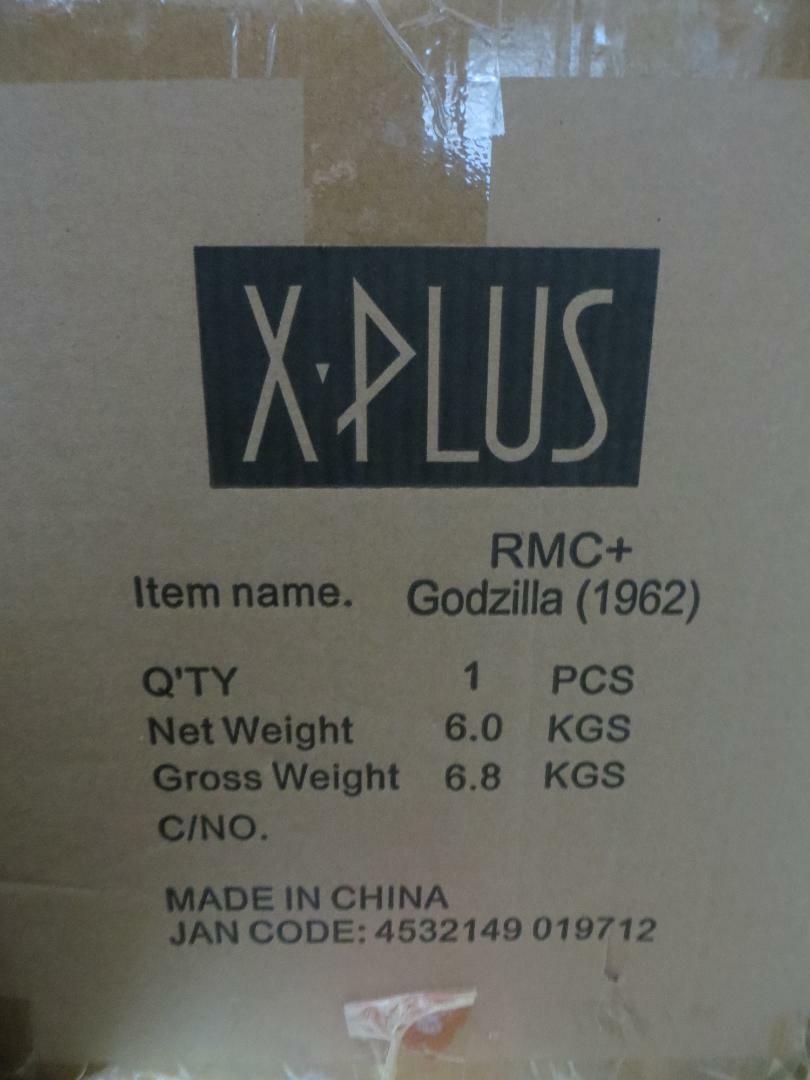 X·PLUS
RMC+
Item name. Godzilla (1962)
Q'TY 1 PCS
Net Weight 6.0 KGS
Gross Weight 6.8 KGS
C/NO.
MADE IN CHINA
JAN CODE: 4532149 019712